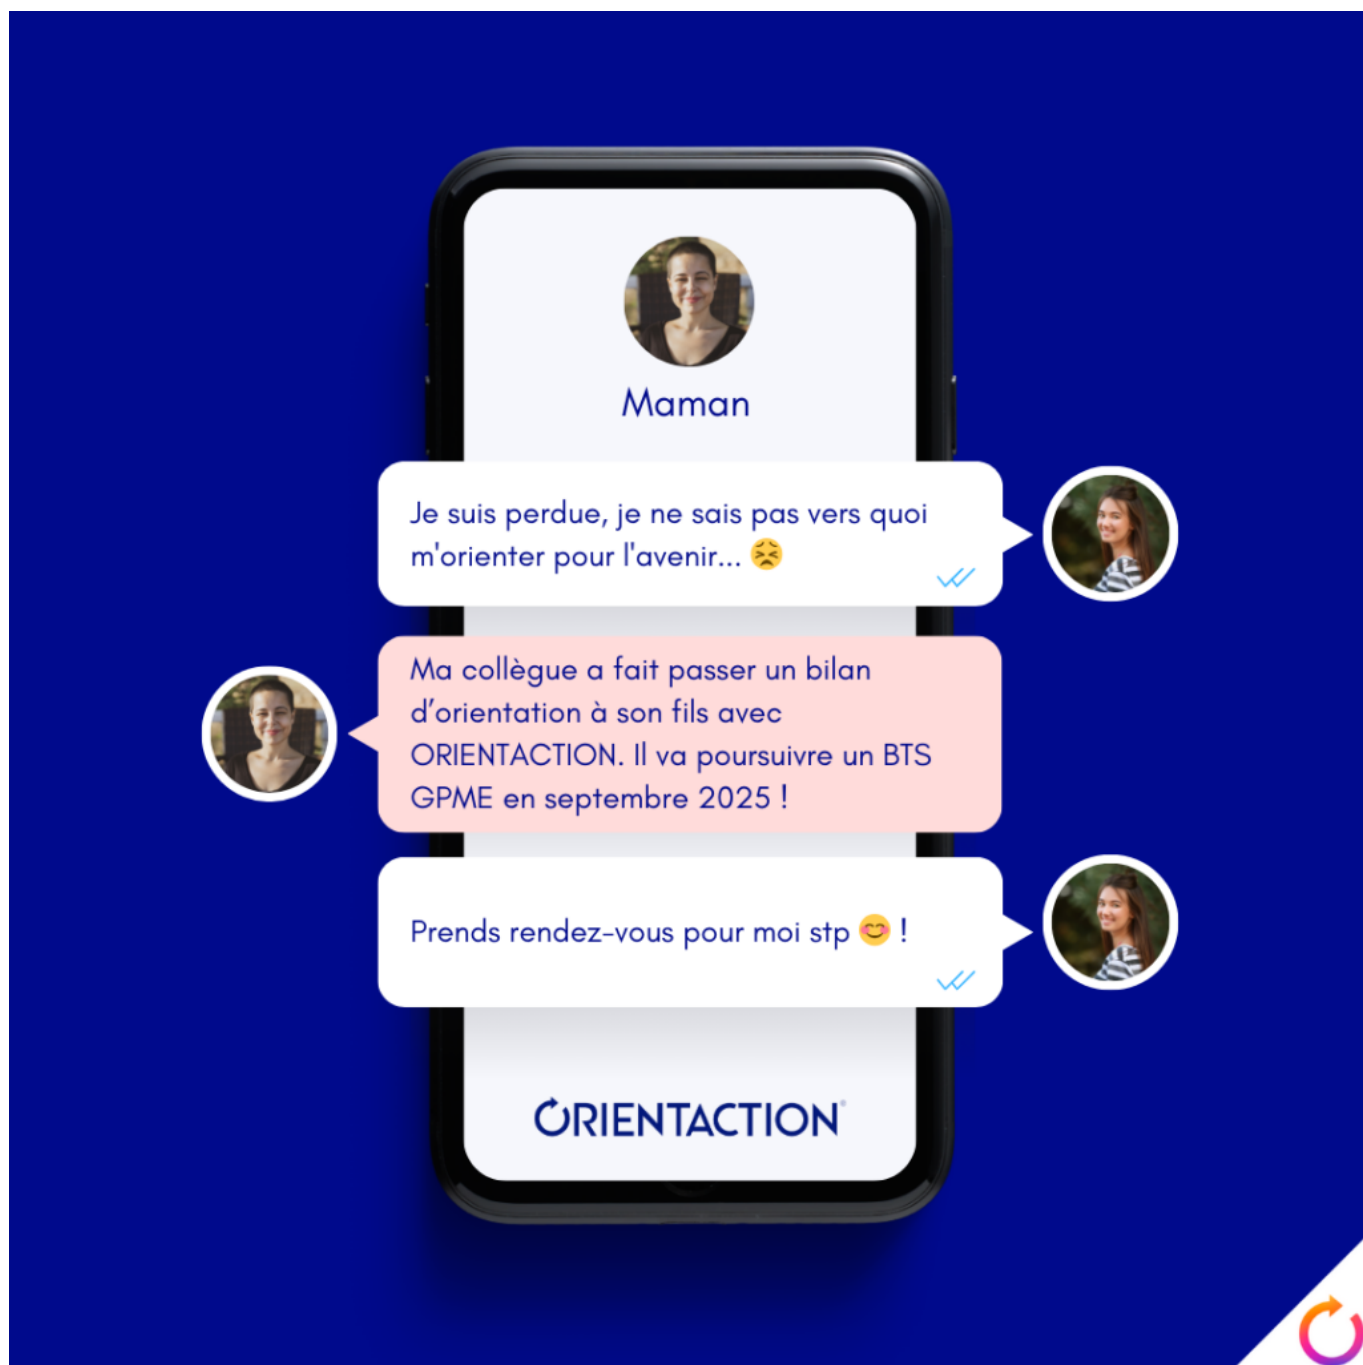 Maman
Je suis perdue, je ne sais pas vers quoi
m'orienter pour l'avenir... 😣
Ma collègue a fait passer un bilan
d’orientation à son fils avec
ORIENTACTION. Il va poursuivre un BTS
GPME en septembre 2025 !
Prends rendez-vous pour moi stp 😊 !
ORIENTACTION®